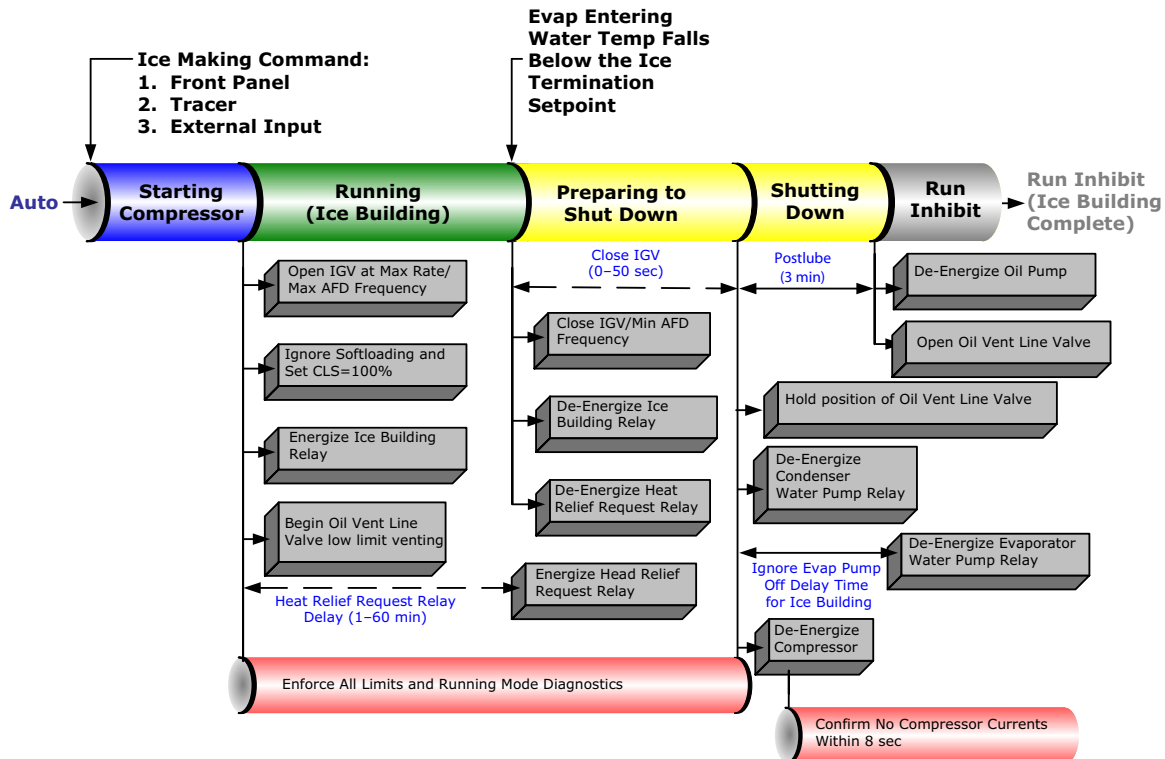 Ice Making Command:
1. Front Panel
2. Tracer
3. External Input
Evap Entering
Water Temp Falls
Below the Ice
Termination
Setpoint
Auto
Starting
Compressor
Running
(Ice Building)
Preparing to
Shut Down
Shutting
Down
Run
Inhibit
Run Inhibit
(Ice Building
Complete)
Open IGV at Max Rate/
Max AFD Frequency
Ignore Softloading and
Set CLS=100%
Energize Ice Building
Relay
Begin Oil Vent Line
Valve low limit venting
Heat Relief Request Relay
Delay (1–60 min)
Close IGV
(0–50 sec)
Close IGV/Min AFD
Frequency
De-Energize Ice
Building Relay
De-Energize Heat
Relief Request Relay
Energize Head Relief
Request Relay
Postlube
(3 min)
De-Energize Oil Pump
Open Oil Vent Line Valve
Hold position of Oil Vent Line Valve
De-Energize
Condenser
Water Pump Relay
De-Energize Evaporator
Water Pump Relay
Ignore Evap Pump
Off Delay Time
for Ice Building
De-Energize
Compressor
Enforce All Limits and Running Mode Diagnostics
Confirm No Compressor Currents
Within 8 sec